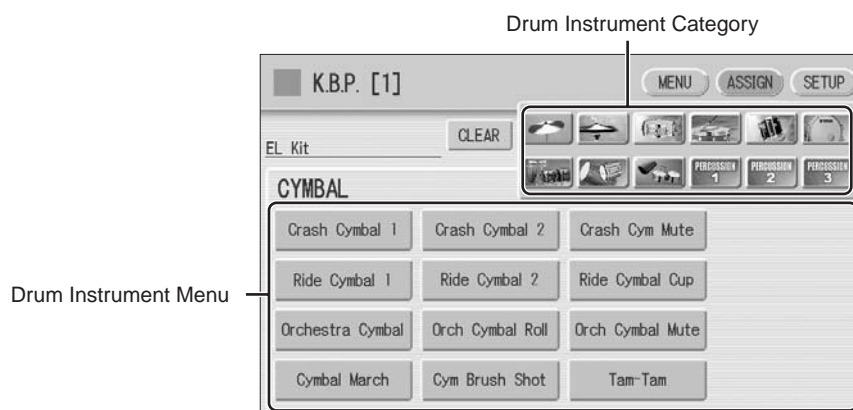 Drum Instrument Category
K.B.P. [1]
MENU ASSIGN SETUP
EL Kit CLEAR
PERCUSSION 1 PERCUSSION 2 PERCUSSION 3
CYMBAL
Crash Cymbal 1 Crash Cymbal 2 Crash Cym Mute
Drum Instrument Menu
Ride Cymbal 1 Ride Cymbal 2 Ride Cymbal Cup
Orchestra Cymbal Orch Cymbal Roll Orch Cymbal Mute
Cymbal March Cym Brush Shot Tam-Tam